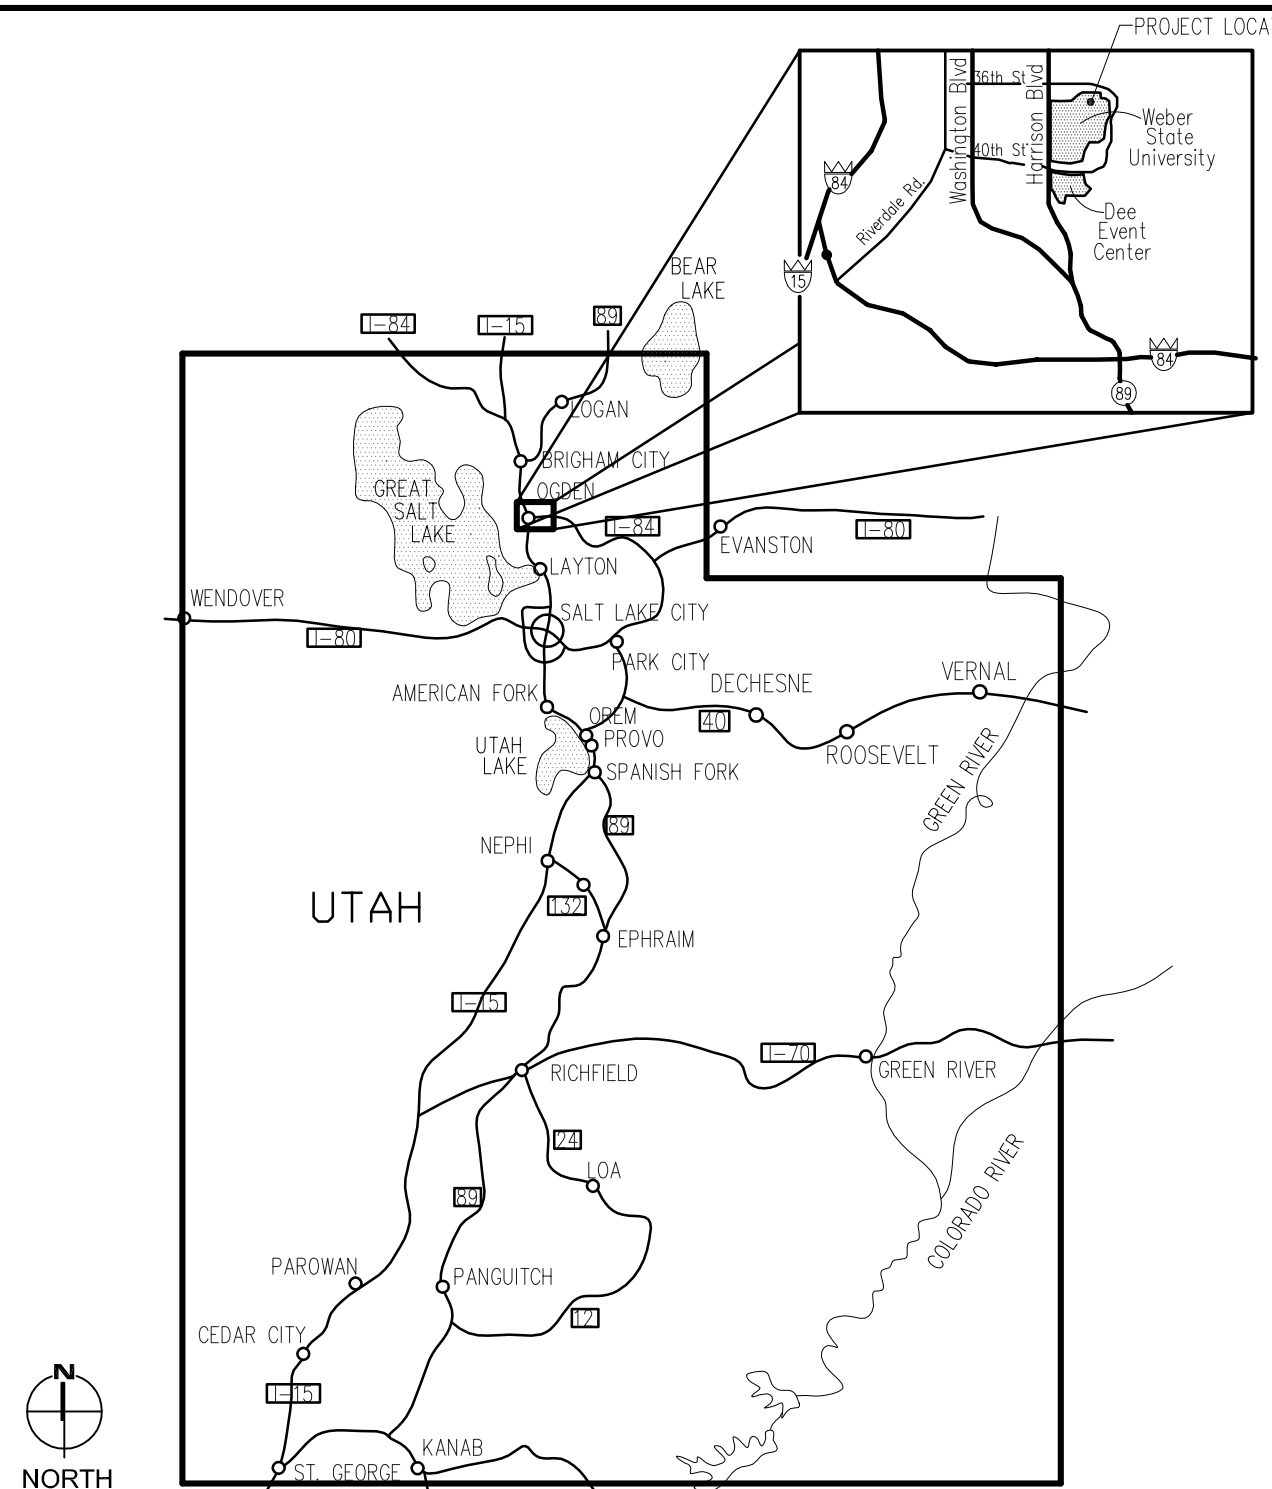 PROJECT LOCA
36th St
Washington Blvd
Harrison Blvd
Weber
State
University
40th St
84
Riverdale Rd.
Dee
Event
Center
15
84
89
BEAR
LAKE
I-84
I-15
89
LOGAN
BRIGHAM CITY
GREAT
SALT
LAKE
OGDEN
I-84
I-80
EVANSTON
LAYTON
WENDOVER
SALT LAKE CITY
I-80
PARK CITY
AMERICAN FORK
DECHESNE
VERNAL
OREM
40
PROVO
UTAH
LAKE
ROOSEVELT
SPANISH FORK
GREEN RIVER
89
NEPHI
UTAH
132
EPHRAIM
I-15
I-70
GREEN RIVER
RICHFIELD
24
LOA
89
COLORADO RIVER
PAROWAN
PANGUITCH
12
CEDAR CITY
I-15
N
NORTH
KANAB
ST. GEORGE